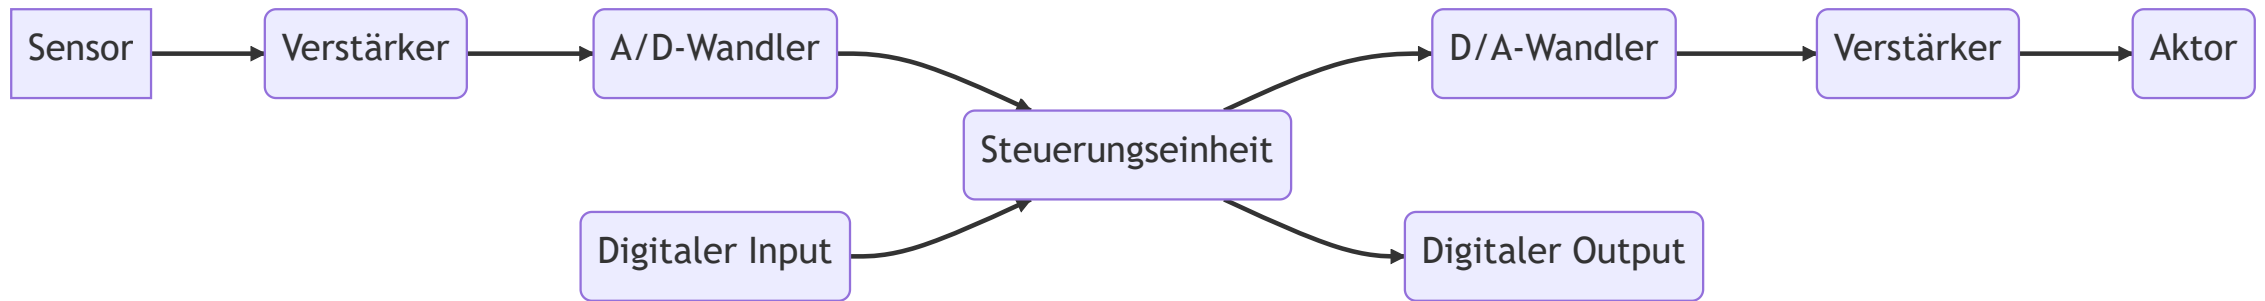 Sensor
Verstärker
A/D-Wandler
D/A-Wandler
Verstärker
Aktor
Steuerungseinheit
Digitaler Input
Digitaler Output